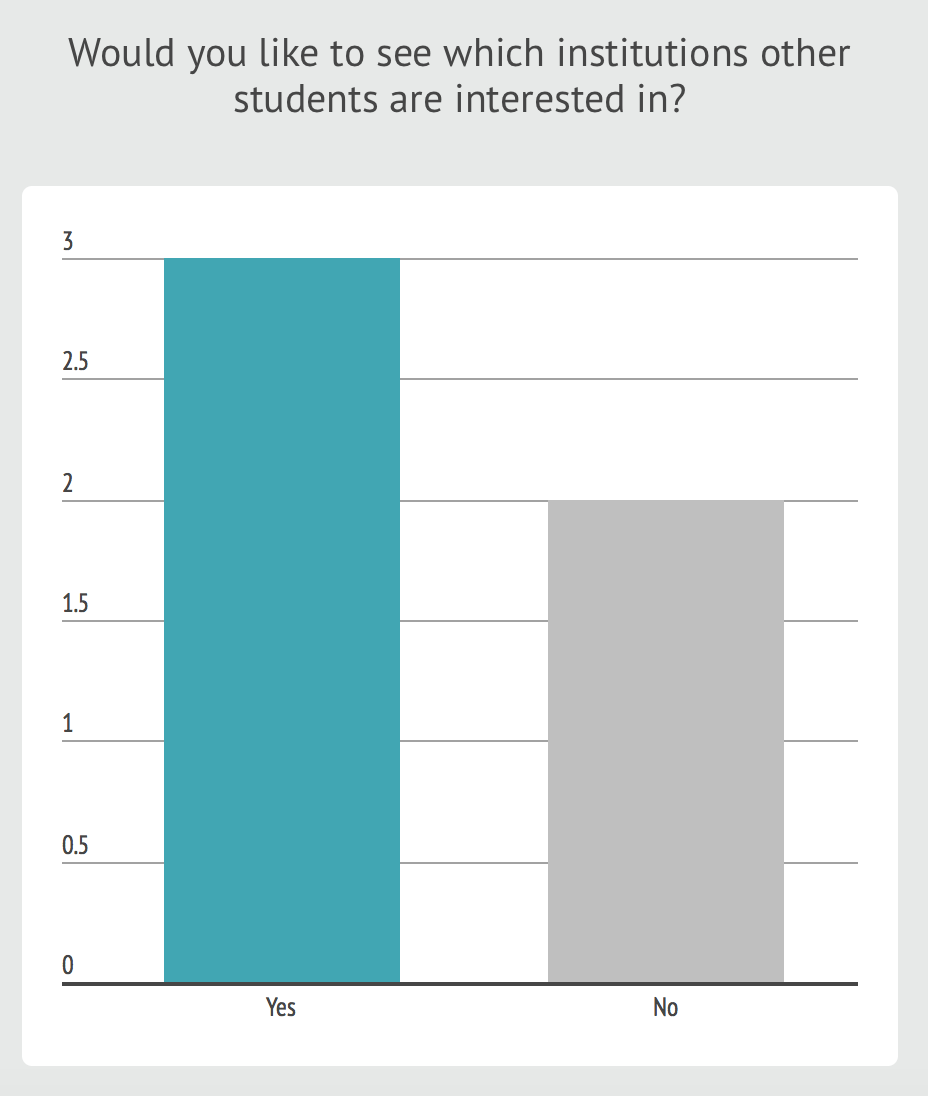 Would you like to see which institutions other
students are interested in?
3
2.5
2
1.5
1
0.5
0
Yes No